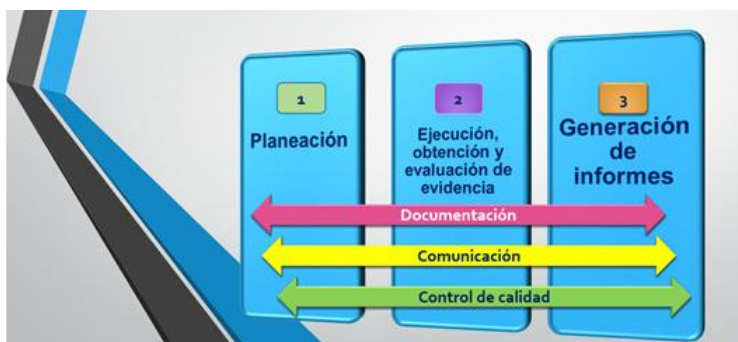 1
Planeación
2
Ejecución,
obtención y
evaluación de
evidencia
3
Generación
de
informes
Documentación
Comunicación
Control de calidad